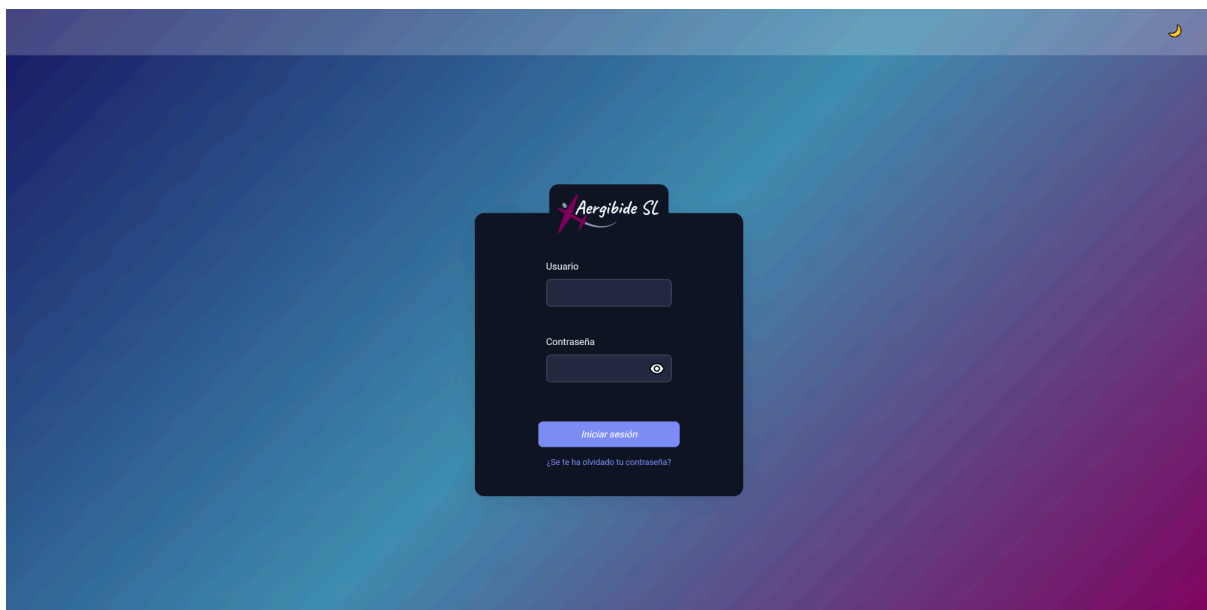 Aergibide SL
Usuario
Contraseña
Iniciar sesión
¿Se te ha olvidado tu contraseña?